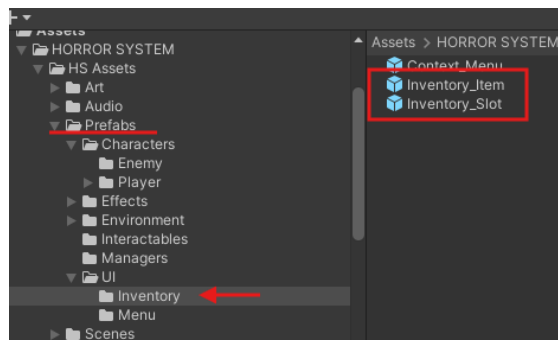 Assets
HORROR SYSTEM
HS Assets
Art
Audio
Prefabs
Characters
Enemy
Player
Effects
Environment
Interactables
Managers
UI
Inventory
Menu
Scenes
Assets > HORROR SYSTEM
Context_Menu
Inventory_Item
Inventory_Slot